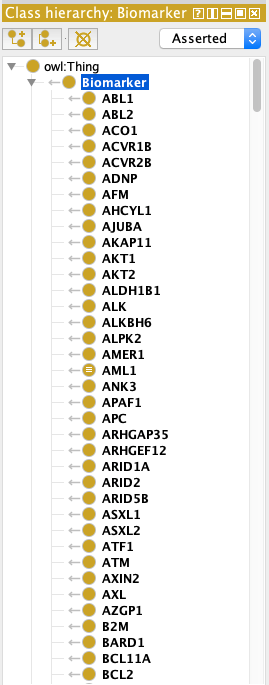 Class hierarchy: Biomarker
Asserted
owl:Thing
Biomarker
ABL1
ABL2
ACO1
ACVR1B
ACVR2B
ADNP
AFM
AHCYL1
AJUBA
AKAP11
AKT1
AKT2
ALDH1B1
ALK
ALKBH6
ALPK2
AMER1
AML1
ANK3
APAF1
APC
ARHGAP35
ARHGEF12
ARID1A
ARID2
ARID5B
ASXL1
ASXL2
ATF1
ATM
AXIN2
AXL
AZGP1
B2M
BARD1
BCL11A
BCL2